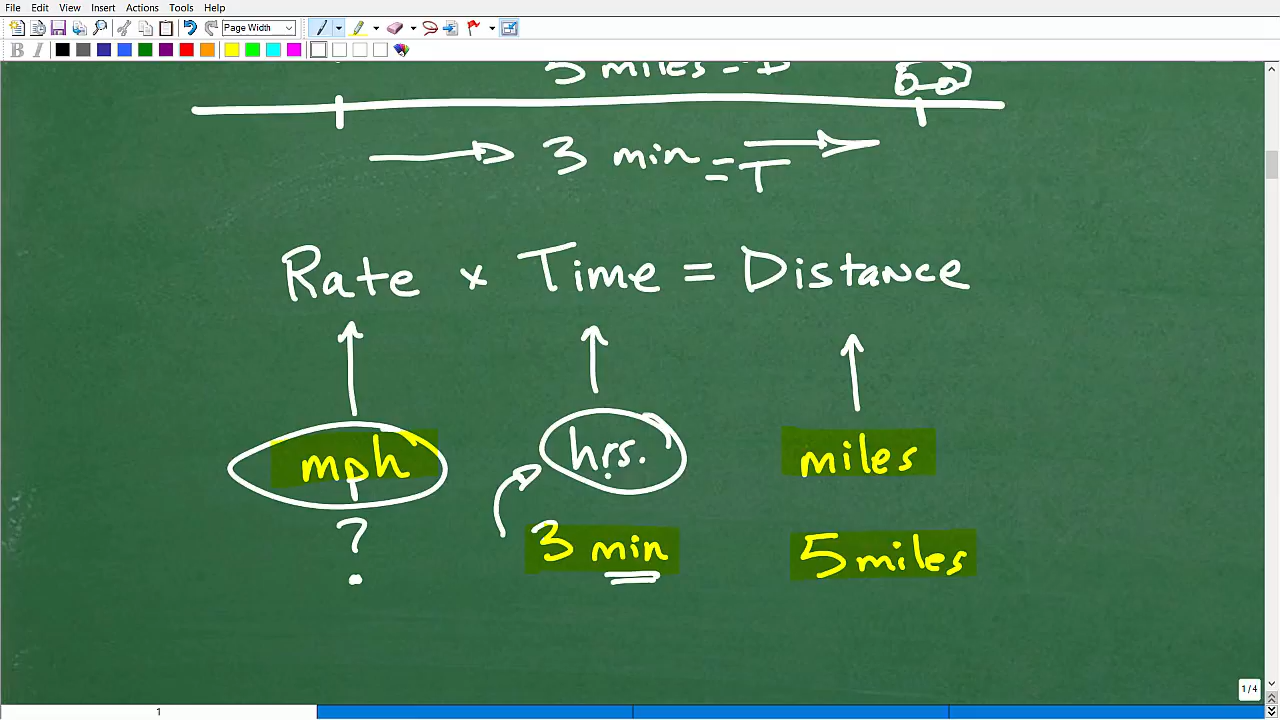 File Edit View Insert Actions Tools Help
Page Width
B I
5 miles = D
3 min = T
Rate × Time = Distance
mph hrs. miles
? 3 min 5 miles
1/4
1